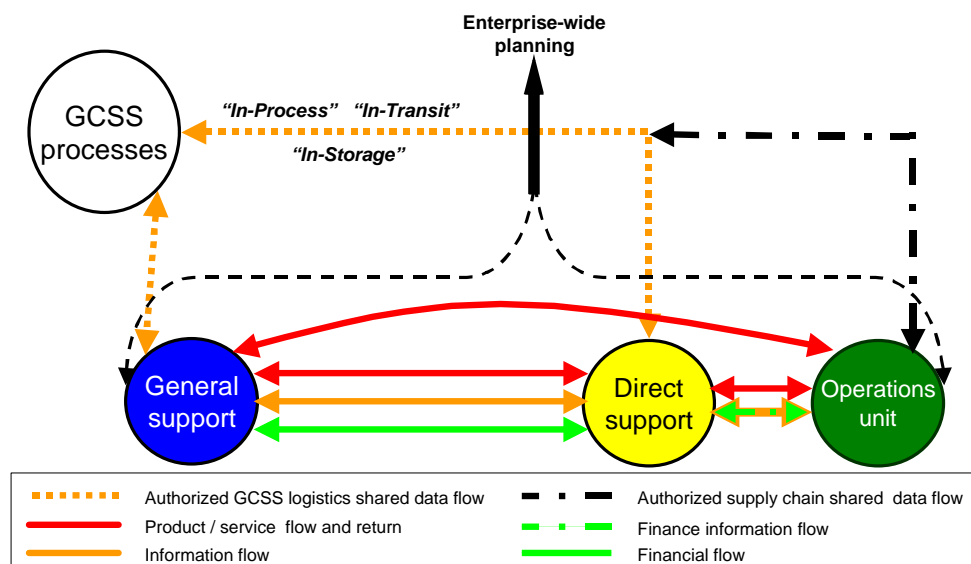 Enterprise-wide
planning
GCSS
processes
“In-Process” “In-Transit”
“In-Storage”
General
support
Direct
support
Operations
unit
Authorized GCSS logistics shared data flow
Authorized supply chain shared data flow
Product / service flow and return
Finance information flow
Information flow
Financial flow